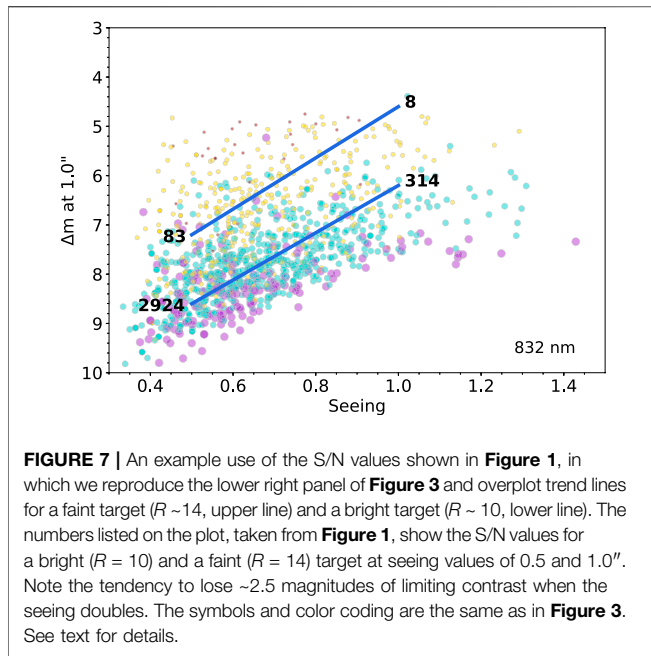 3
4
5
6
7
8
9
10
Δm at 1.0"
8
314
83
2924
832 nm
0.4 0.6 0.8 1.0 1.2 1.4
Seeing
FIGURE 7 | An example use of the S/N values shown in Figure 1, in
which we reproduce the lower right panel of Figure 3 and overplot trend lines
for a faint target (R ~14, upper line) and a bright target (R ~ 10, lower line). The
numbers listed on the plot, taken from Figure 1, show the S/N values for
a bright (R = 10) and a faint (R = 14) target at seeing values of 0.5 and 1.0″.
Note the tendency to lose ~2.5 magnitudes of limiting contrast when the
seeing doubles. The symbols and color coding are the same as in Figure 3.
See text for details.